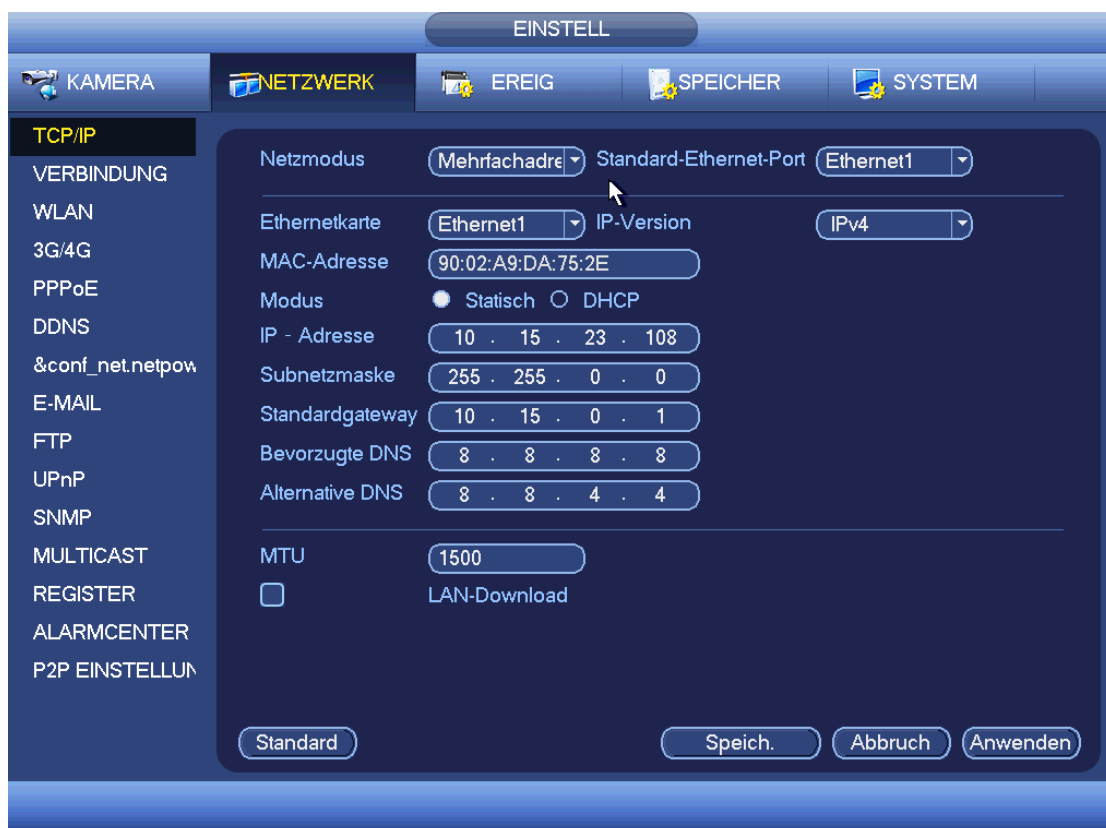 EINSTELL
KAMERA NETZWERK EREIG SPEICHER SYSTEM
TCP/IP
VERBINDUNG
WLAN
3G/4G
PPPoE
DDNS
&conf_net.netpow
E-MAIL
FTP
UPnP
SNMP
MULTICAST
REGISTER
ALARMCENTER
P2P EINSTELLUN
Netzmodus Mehrfachadre Standard-Ethernet-Port Ethernet1
Ethernetkarte Ethernet1 IP-Version IPv4
MAC-Adresse 90:02:A9:DA:75:2E
Modus Statisch DHCP
IP - Adresse 10 . 15 . 23 . 108
Subnetzmaske 255 . 255 . 0 . 0
Standardgateway 10 . 15 . 0 . 1
Bevorzugte DNS 8 . 8 . 8 . 8
Alternative DNS 8 . 8 . 4 . 4
MTU 1500
LAN-Download
Standard Speich. Abbruch Anwenden